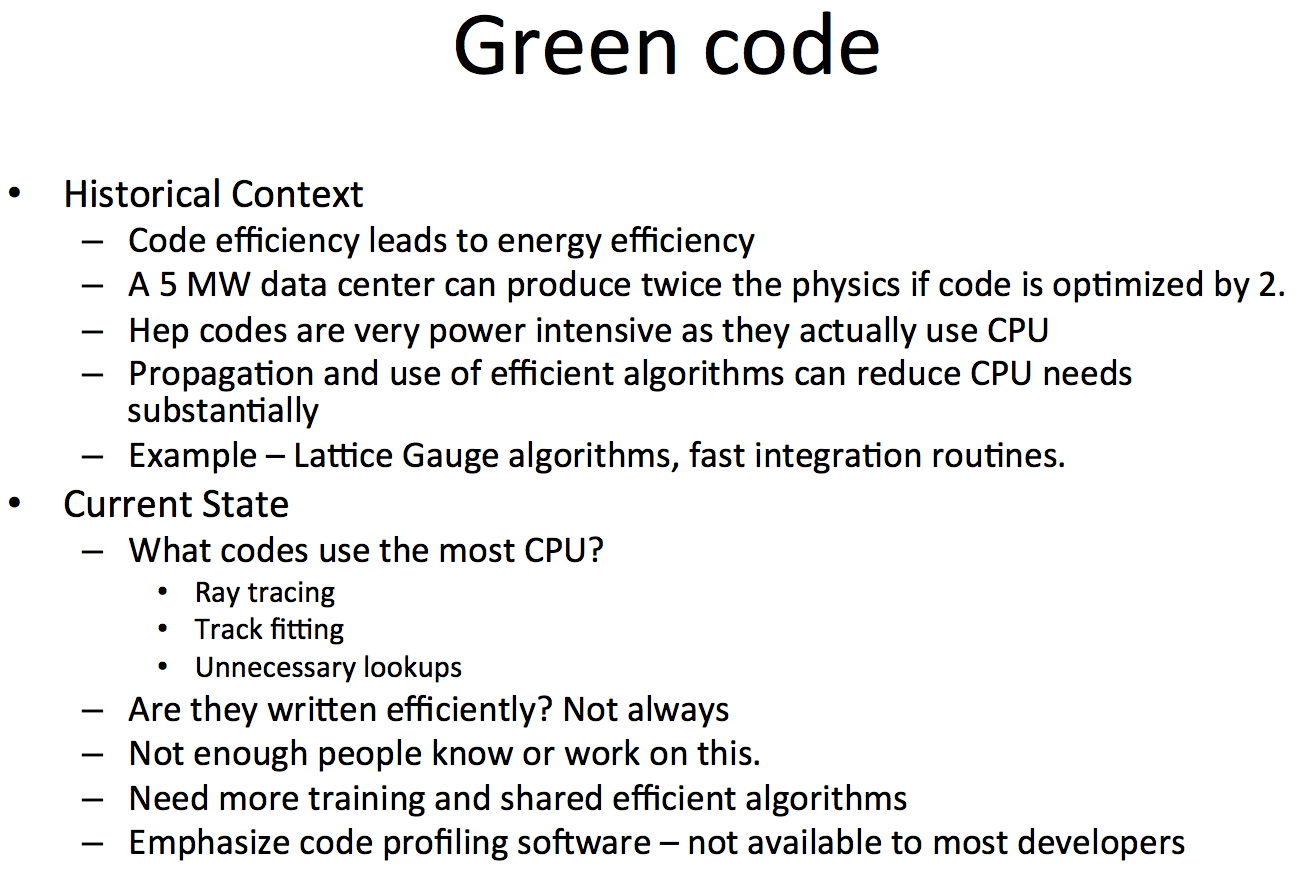 Green code
• Historical Context
– Code efficiency leads to energy efficiency
– A 5 MW data center can produce twice the physics if code is optimized by 2.
– Hep codes are very power intensive as they actually use CPU
– Propagation and use of efficient algorithms can reduce CPU needs
substantially
– Example – Lattice Gauge algorithms, fast integration routines.
• Current State
– What codes use the most CPU?
• Ray tracing
• Track fitting
• Unnecessary lookups
– Are they written efficiently? Not always
– Not enough people know or work on this.
– Need more training and shared efficient algorithms
– Emphasize code profiling software – not available to most developers